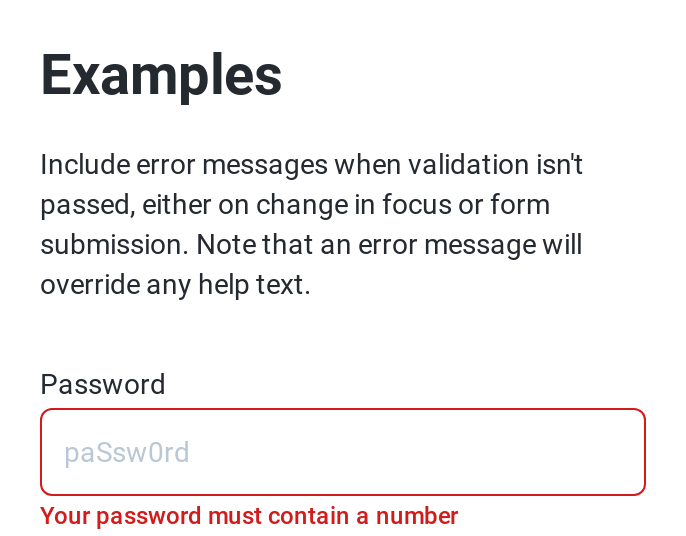 Examples
Include error messages when validation isn't
passed, either on change in focus or form
submission. Note that an error message will
override any help text.
Password
paSsw0rd
Your password must contain a number